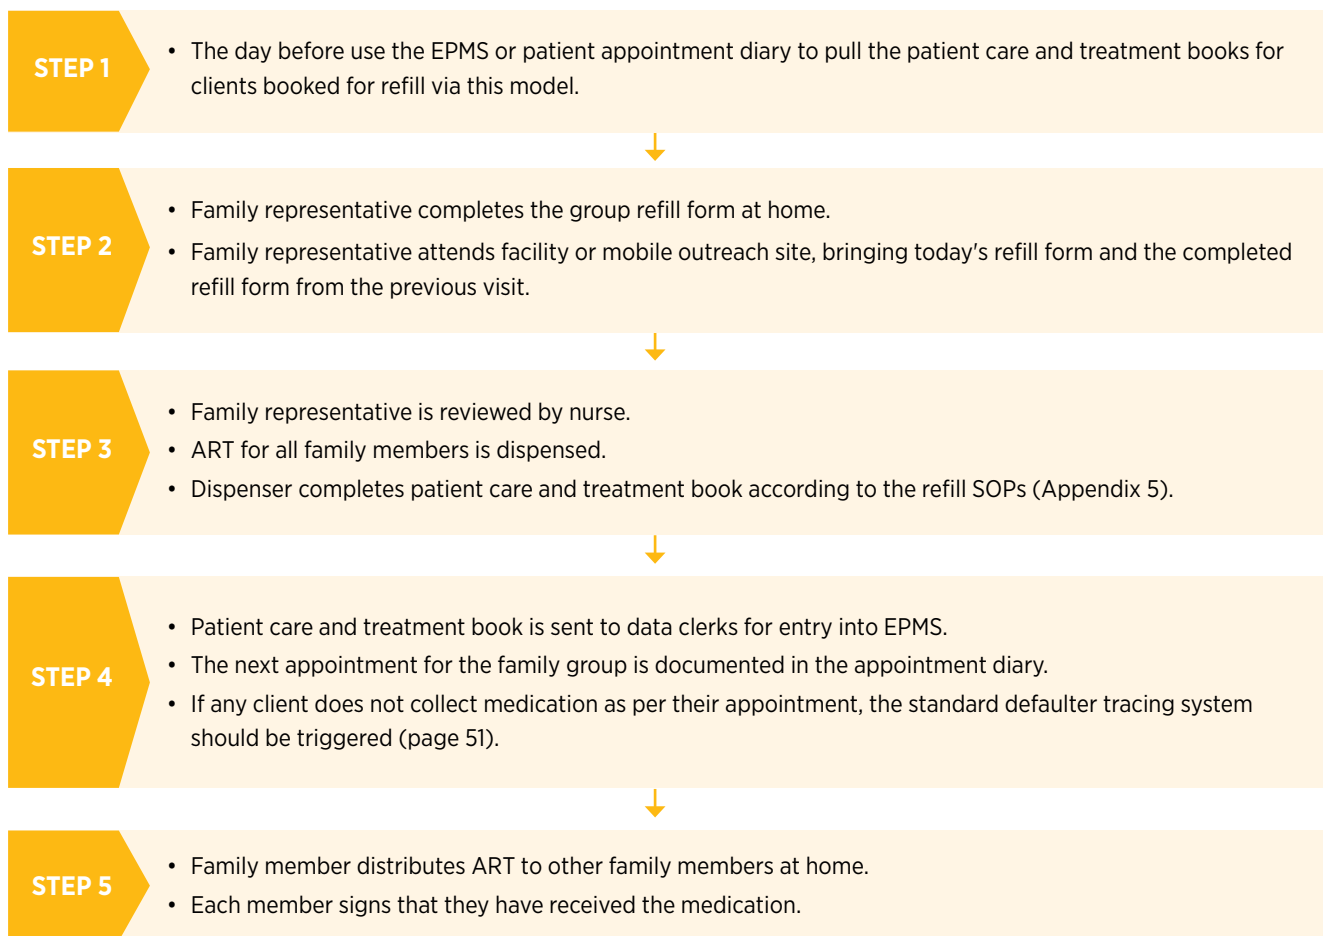 STEP 1
• The day before use the EPMS or patient appointment diary to pull the patient care and treatment books for
clients booked for refill via this model.
STEP 2
• Family representative completes the group refill form at home.
• Family representative attends facility or mobile outreach site, bringing today's refill form and the completed
refill form from the previous visit.
STEP 3
• Family representative is reviewed by nurse.
• ART for all family members is dispensed.
• Dispenser completes patient care and treatment book according to the refill SOPs (Appendix 5).
STEP 4
• Patient care and treatment book is sent to data clerks for entry into EPMS.
• The next appointment for the family group is documented in the appointment diary.
• If any client does not collect medication as per their appointment, the standard defaulter tracing system
should be triggered (page 51).
STEP 5
• Family member distributes ART to other family members at home.
• Each member signs that they have received the medication.